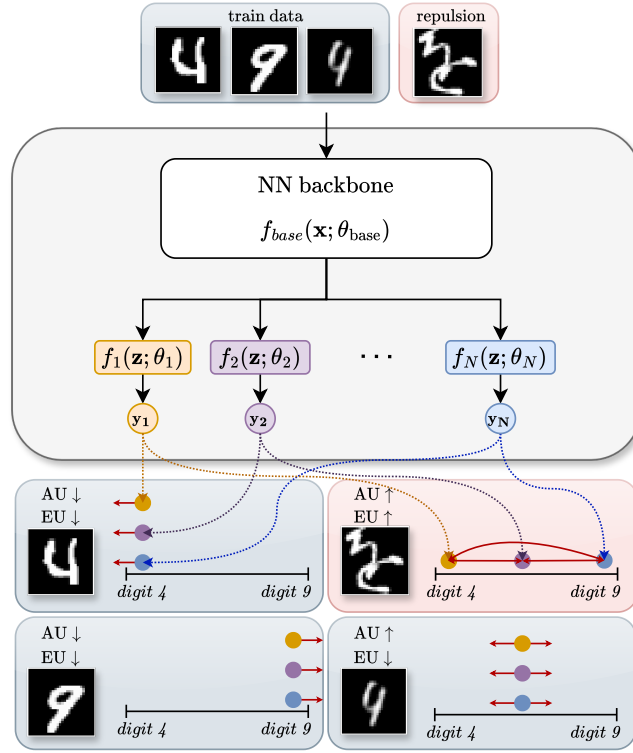 train data
repulsion
NN backbone
f_base(x; θ_base)
f_1(z; θ_1)
f_2(z; θ_2)
· · ·
f_N(z; θ_N)
y_1
y_2
y_N
AU ↓
EU ↓
digit 4
digit 9
AU ↑
EU ↑
digit 4
digit 9
AU ↓
EU ↓
digit 4
digit 9
AU ↑
EU ↓
digit 4
digit 9